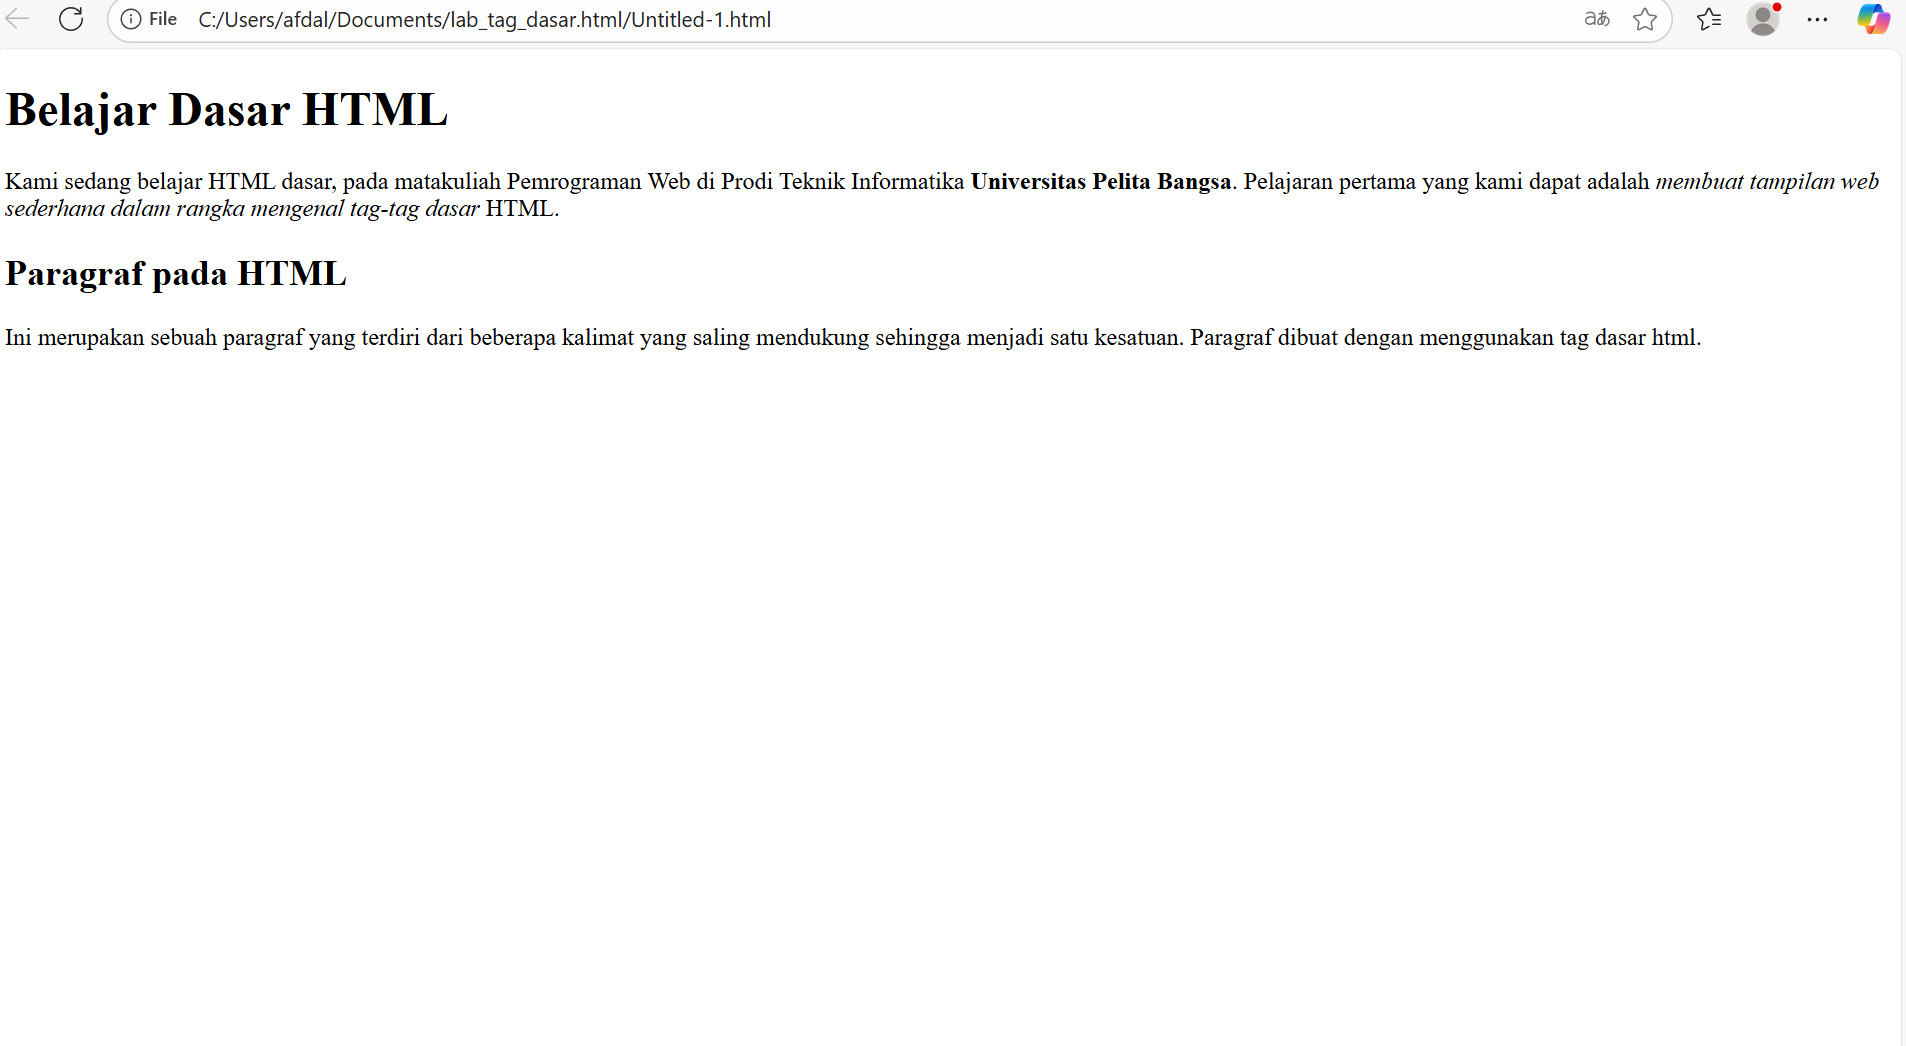 File C:/Users/afdal/Documents/lab_tag_dasar.html/Untitled-1.html aあ
Belajar Dasar HTML
Kami sedang belajar HTML dasar, pada matakuliah Pemrograman Web di Prodi Teknik Informatika Universitas Pelita Bangsa. Pelajaran pertama yang kami dapat adalah membuat tampilan web
sederhana dalam rangka mengenal tag-tag dasar HTML.
Paragraf pada HTML
Ini merupakan sebuah paragraf yang terdiri dari beberapa kalimat yang saling mendukung sehingga menjadi satu kesatuan. Paragraf dibuat dengan menggunakan tag dasar html.